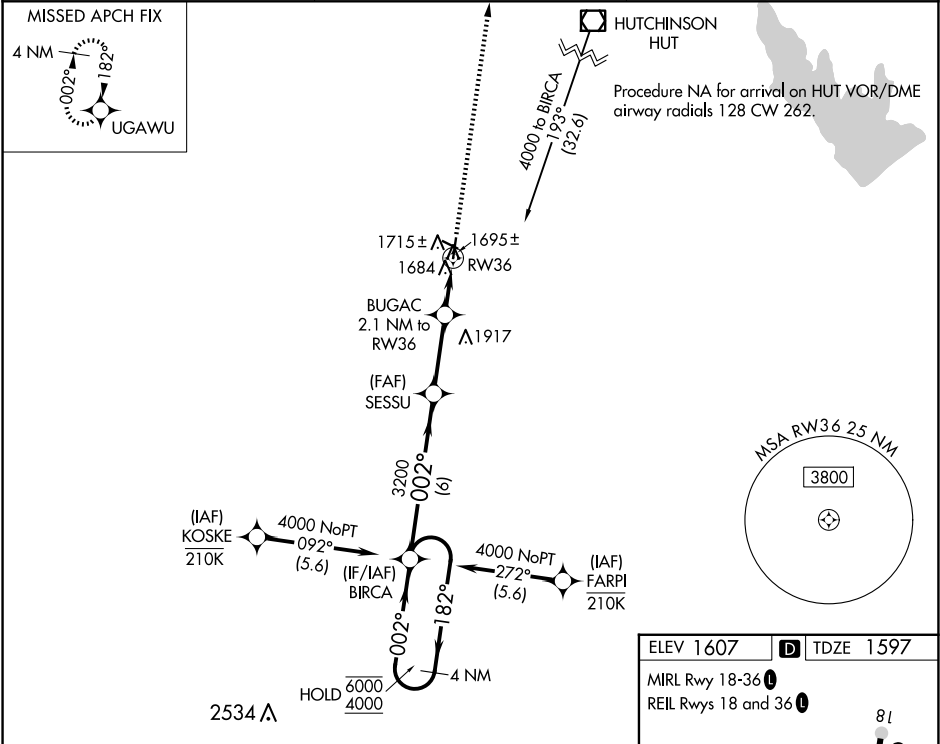 MISSED APCH FIX
4 NM
002°
182°
UGAWU
HUTCHINSON
HUT
Procedure NA for arrival on HUT VOR/DME
airway radials 128 CW 262.
4000 to BIRCA
193°
(32.6)
1715 ±
1695 ±
1684
RW36
BUGAC
2.1 NM to
RW36
1917
(FAF)
SESSU
3200
002°
(6)
MSA RW36 25 NM
3800
(IAF)
KOSKE
210K
4000 NoPT
092°
(5.6)
(IF/IAF)
BIRCA
4000 NoPT
272°
(5.6)
(IAF)
FARPI
210K
002°
182°
4 NM
HOLD 6000
4000
2534
ELEV 1607
D
TDZE 1597
MIRL Rwy 18-36 L
REIL Rwys 18 and 36 L
18